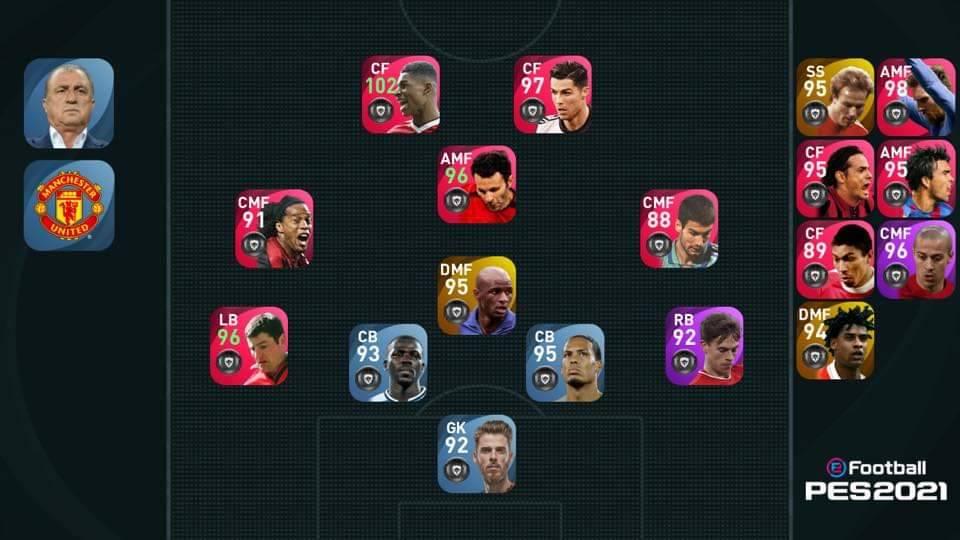 MANCHESTER
UNITED
CF
102
CF
97
AMF
96
CMF
91
CMF
88
DMF
95
LB
96
CB
93
CB
95
RB
92
GK
92
SS
95
AMF
98
CF
95
AMF
95
CF
89
CMF
96
DMF
94
eFootball
PES2021